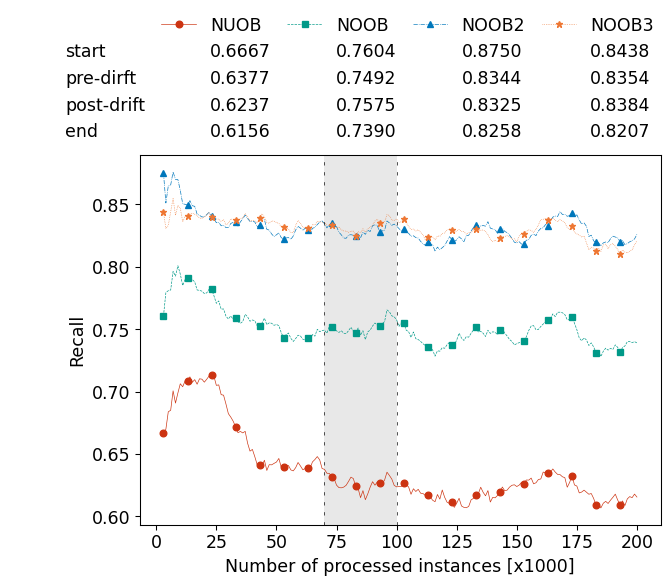 NUOB NOOB NOOB2 NOOB3
start 0.6667 0.7604 0.8750 0.8438
pre-dirft 0.6377 0.7492 0.8344 0.8354
post-drift 0.6237 0.7575 0.8325 0.8384
end 0.6156 0.7390 0.8258 0.8207
0.85
0.80
0.75
0.70
0.65
0.60
Recall
0 25 50 75 100 125 150 175 200
Number of processed instances [x1000]